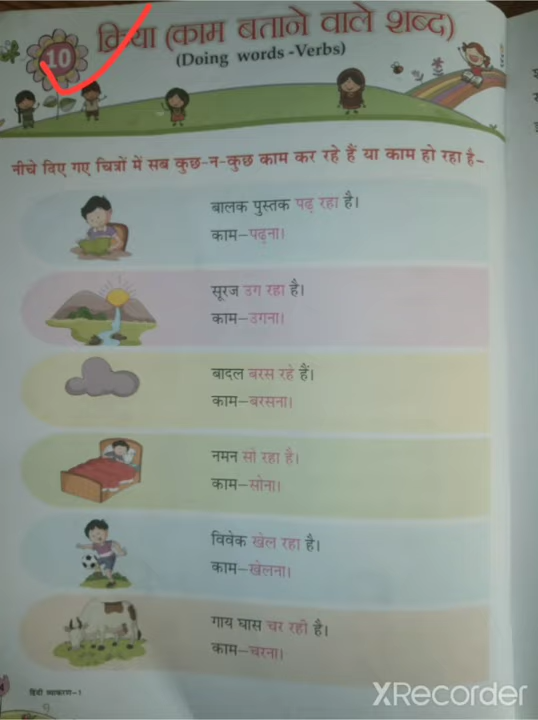 10
क्रिया (काम बताने वाले शब्द)
(Doing words -Verbs)
नीचे दिए गए चित्रों में सब कुछ-न-कुछ काम कर रहे हैं या काम हो रहा है-
बालक पुस्तक पढ़ रहा है।
काम-पढ़ना।
सूरज उग रहा है।
काम-उगना।
बादल बरस रहे हैं।
काम-बरसना।
नमन सो रहा है।
काम-सोना।
विवेक खेल रहा है।
काम-खेलना।
गाय घास चर रही है।
काम-चरना।
हिंदी व्याकरण-1
XRecorder